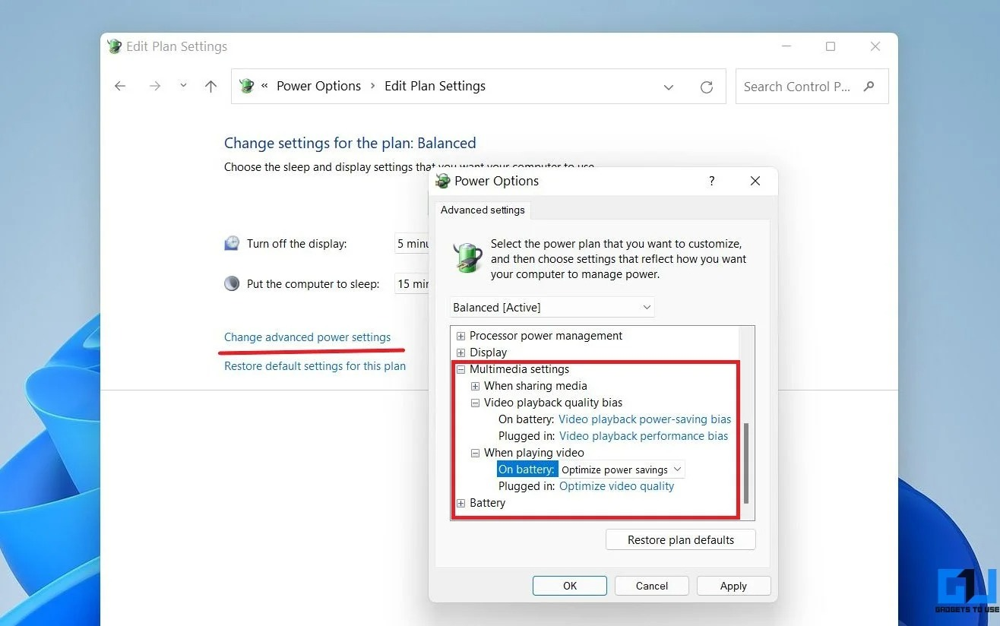 Edit Plan Settings
« Power Options › Edit Plan Settings
Search Control P...
Change settings for the plan: Balanced
Choose the sleep and display settings that you want your computer to use.
Power Options
?
Advanced settings
Turn off the display:
5 minu
Select the power plan that you want to customize,
and then choose settings that reflect how you want
your computer to manage power.
Put the computer to sleep:
15 min
Balanced [Active]
Change advanced power settings
Restore default settings for this plan
Processor power management
Display
Multimedia settings
When sharing media
Video playback quality bias
On battery: Video playback power-saving bias
Plugged in: Video playback performance bias
When playing video
On battery: Optimize power savings
Plugged in: Optimize video quality
Battery
Restore plan defaults
OK
Cancel
Apply
GADGETS TO USE